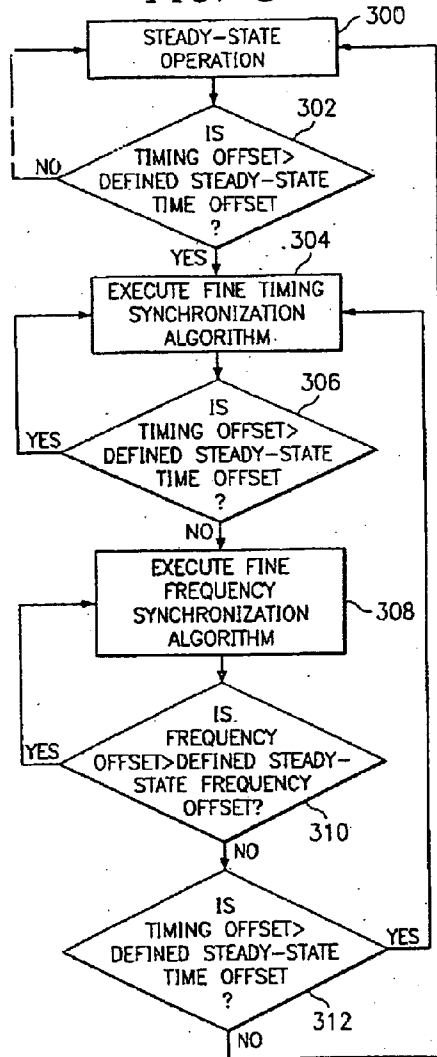 300
STEADY-STATE
OPERATION
302
IS
TIMING OFFSET>
DEFINED STEADY-STATE
TIME OFFSET
?
NO
YES
304
EXECUTE FINE TIMING
SYNCHRONIZATION
ALGORITHM
306
IS
TIMING OFFSET>
DEFINED STEADY-STATE
TIME OFFSET
?
YES
NO
EXECUTE FINE
FREQUENCY
SYNCHRONIZATION
ALGORITHM
308
IS
FREQUENCY
OFFSET>DEFINED STEADY-
STATE FREQUENCY
OFFSET?
YES
310
NO
IS
TIMING OFFSET>
DEFINED STEADY-STATE
TIME OFFSET
?
YES
312
NO